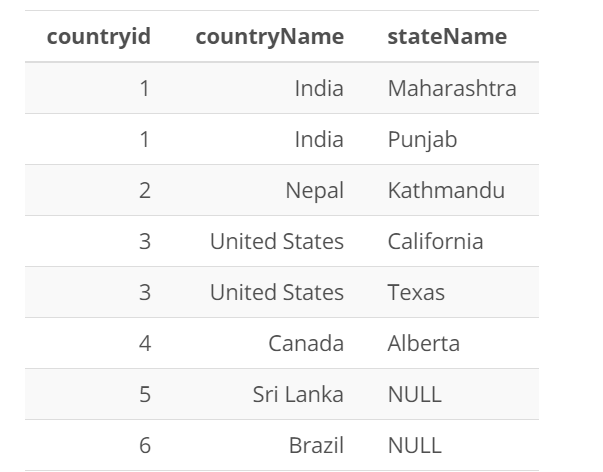 countryid countryName stateName
1 India Maharashtra
1 India Punjab
2 Nepal Kathmandu
3 United States California
3 United States Texas
4 Canada Alberta
5 Sri Lanka NULL
6 Brazil NULL